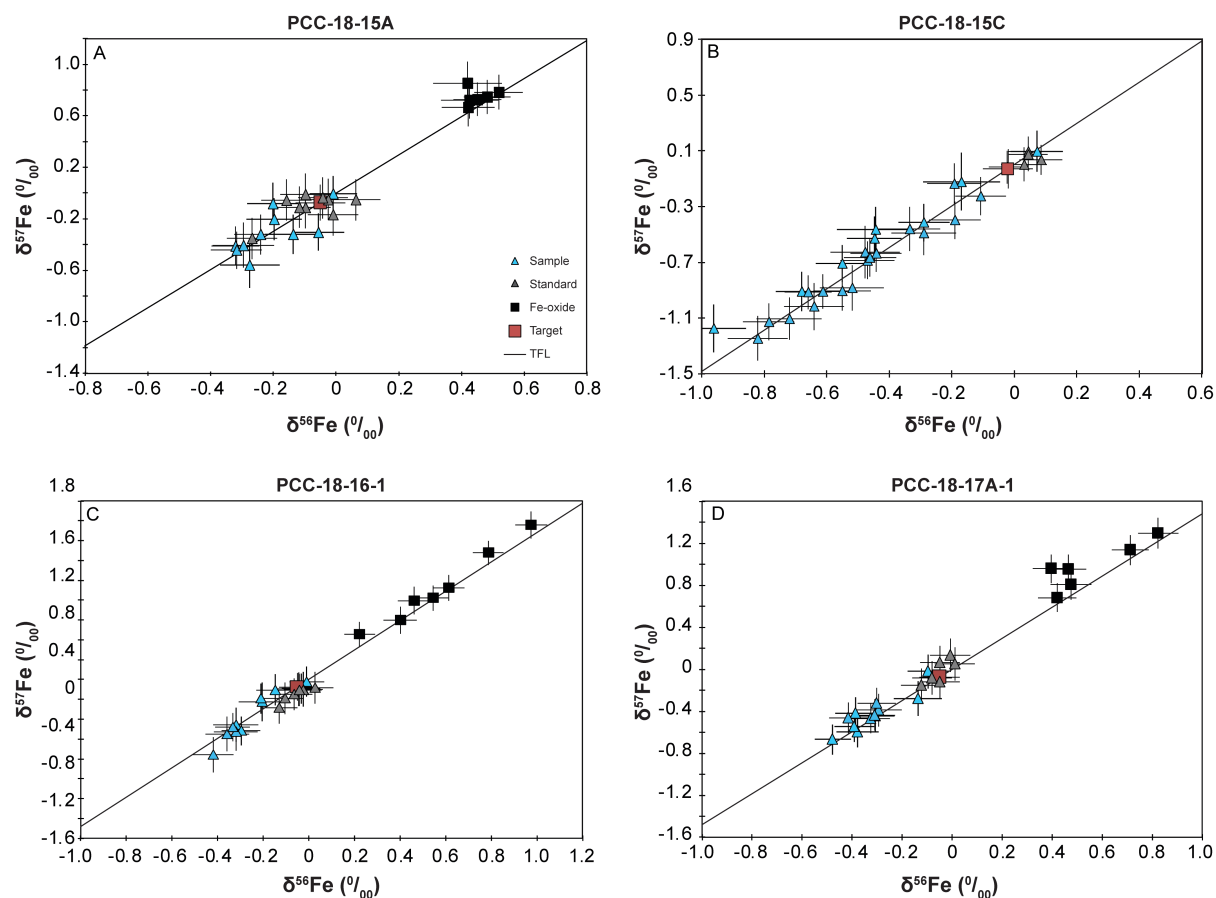 PCC-18-15A
A
1.0
0.6
0.2
-0.2
-0.6
-1.0
-1.4
δ⁵⁷Fe (⁰/₀₀)
Sample
Standard
Fe-oxide
Target
TFL
-0.8 -0.6 -0.4 -0.2 0 0.2 0.4 0.6 0.8
δ⁵⁶Fe (⁰/₀₀)
PCC-18-15C
B
0.9
0.5
0.1
-0.3
-0.7
-1.1
-1.5
δ⁵⁷Fe (⁰/₀₀)
-1.0 -0.8 -0.6 -0.4 -0.2 0 0.2 0.4 0.6
δ⁵⁶Fe (⁰/₀₀)
PCC-18-16-1
C
1.8
1.6
1.2
0.8
0.4
0
-0.4
-0.8
-1.2
-1.6
δ⁵⁷Fe (⁰/₀₀)
-1.0 -0.8 -0.6 -0.4 -0.2 0 0.2 0.4 0.6 0.8 1.0 1.2
δ⁵⁶Fe (⁰/₀₀)
PCC-18-17A-1
D
1.6
1.2
0.8
0.4
0
-0.4
-0.8
-1.2
-1.6
δ⁵⁷Fe (⁰/₀₀)
-1.0 -0.8 -0.6 -0.4 -0.2 0 0.2 0.4 0.6 0.8 1.0
δ⁵⁶Fe (⁰/₀₀)